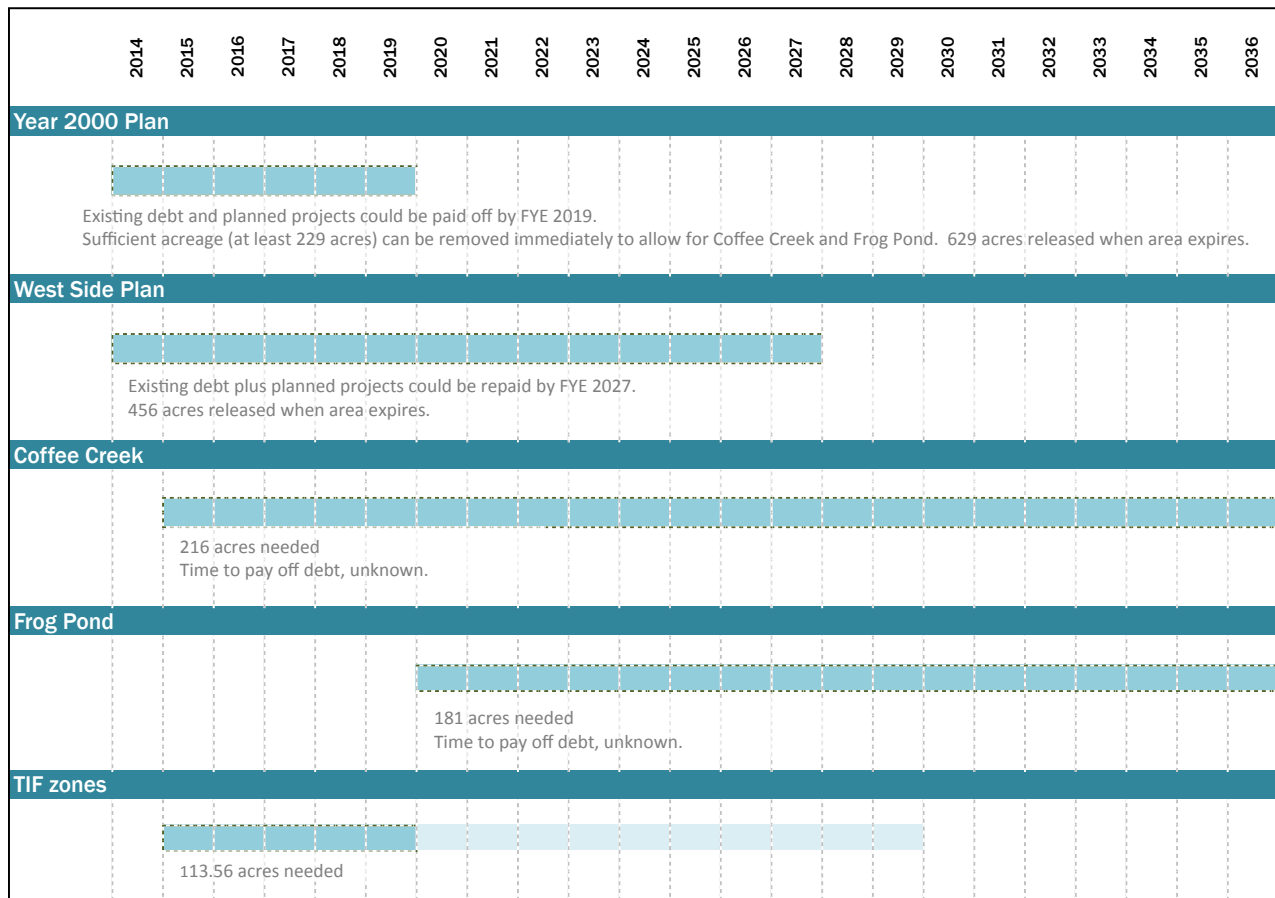 2014 2015 2016 2017 2018 2019 2020 2021 2022 2023 2024 2025 2026 2027 2028 2029 2030 2031 2032 2033 2034 2035 2036
Year 2000 Plan
Existing debt and planned projects could be paid off by FYE 2019.
Sufficient acreage (at least 229 acres) can be removed immediately to allow for Coffee Creek and Frog Pond.  629 acres released when area expires.
West Side Plan
Existing debt plus planned projects could be repaid by FYE 2027.
456 acres released when area expires.
Coffee Creek
216 acres needed
Time to pay off debt, unknown.
Frog Pond
181 acres needed
Time to pay off debt, unknown.
TIF zones
113.56 acres needed